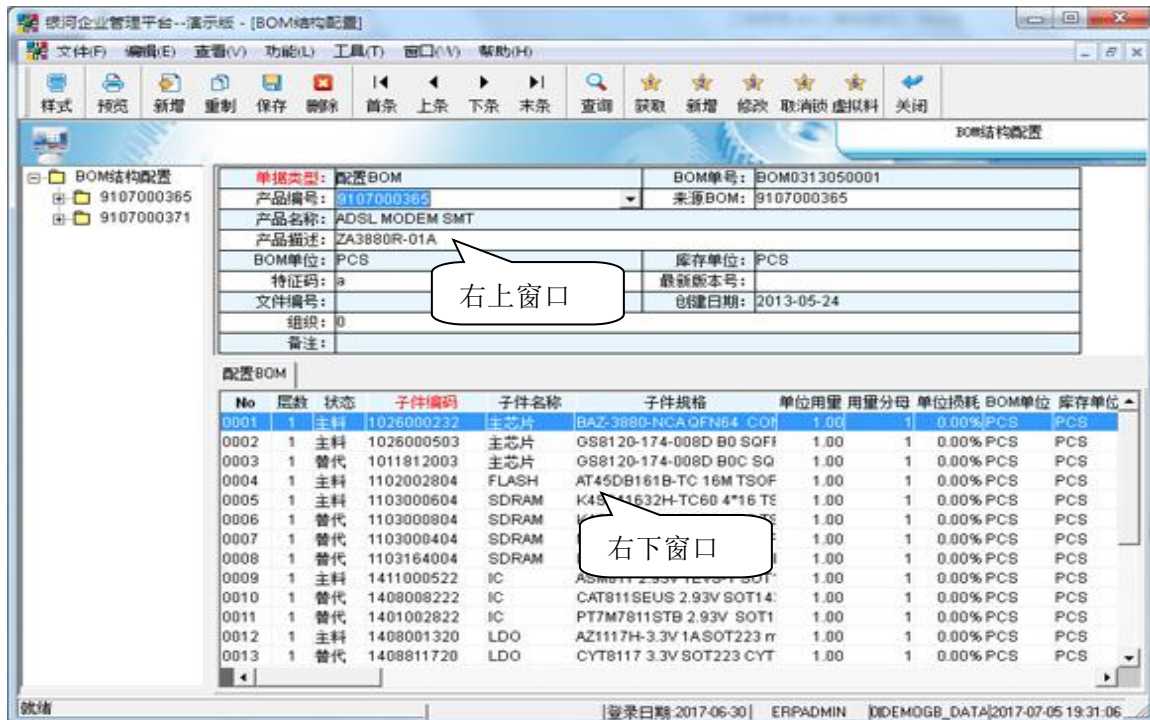 银河企业管理平台--演示版 - [BOM结构配置]
文件(F) 编辑(E) 查看(V) 功能(L) 工具(T) 窗口(W) 帮助(H)
样式 预览 新增 重制 保存 删除 首条 上条 下条 末条 查询 获取 新增 修改 取消锁 虚拟料 关闭
BOM结构配置
BOM结构配置
9107000365
9107000371
单据类型: 配置BOM BOM单号: BOM0313050001
产品编号: 9107000365 来源BOM: 9107000365
产品名称: ADSL MODEM SMT
产品描述: ZA3880R-01A
BOM单位: PCS 库存单位: PCS
特征码: a 最新版本号:
文件编号: 创建日期: 2013-05-24
组织: 0
备注:
右上窗口
配置BOM
No 层数 状态 子件编码 子件名称 子件规格 单位用量 用量分母 单位损耗 BOM单位 库存单位
0001 1 主料 1026000232 主芯片 BAZ-3880-NCA QFN64 CON 1.00 1 0.00% PCS PCS
0002 1 主料 1026000503 主芯片 GS8120-174-008D B0 SQFF 1.00 1 0.00% PCS PCS
0003 1 替代 1011812003 主芯片 GS8120-174-008D B0C SQ 1.00 1 0.00% PCS PCS
0004 1 主料 1102002804 FLASH AT45DB161B-TC 16M TSOF 1.00 1 0.00% PCS PCS
0005 1 主料 1103000604 SDRAM 1632H-TC60 4*16 TS 1.00 1 0.00% PCS PCS
0006 1 替代 1103000804 SDRAM 1.00 1 0.00% PCS PCS
0007 1 替代 1103000404 SDRAM 1.00 1 0.00% PCS PCS
0008 1 替代 1103164004 SDRAM 1.00 1 0.00% PCS PCS
右下窗口
0009 1 主料 1411000522 IC 2.93V 1.00 1 0.00% PCS PCS
0010 1 替代 1408008222 IC CAT811SEUS 2.93V SOT14: 1.00 1 0.00% PCS PCS
0011 1 替代 1401002822 IC PT7M7811STB 2.93V SOT1 1.00 1 0.00% PCS PCS
0012 1 主料 1408001320 LDO AZ1117H-3.3V 1A SOT223 m 1.00 1 0.00% PCS PCS
0013 1 替代 1408811720 LDO CYT8117 3.3V SOT223 CYT 1.00 1 0.00% PCS PCS
就绪 登录日期:2017-06-30 ERPADMIN DIDEMOGB_DATA 2017-07-05 19:31:06